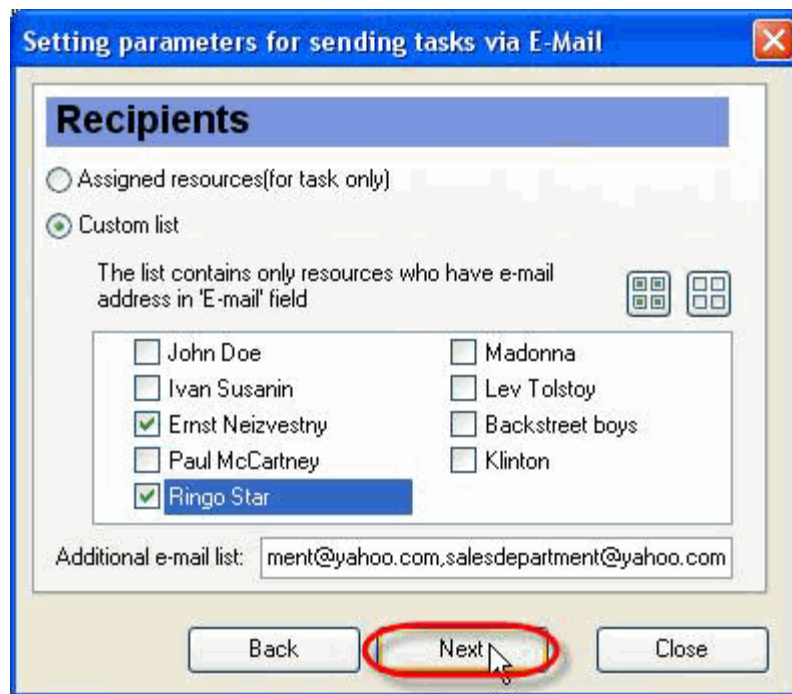 Setting parameters for sending tasks via E-Mail
Recipients
Assigned resources(for task only)
Custom list
The list contains only resources who have e-mail
address in 'E-mail' field
John Doe
Ivan Susanin
Ernst Neizvestny
Paul McCartney
Ringo Star
Madonna
Lev Tolstoy
Backstreet boys
Klinton
Additional e-mail list: ment@yahoo.com,salesdepartment@yahoo.com
Back Next Close